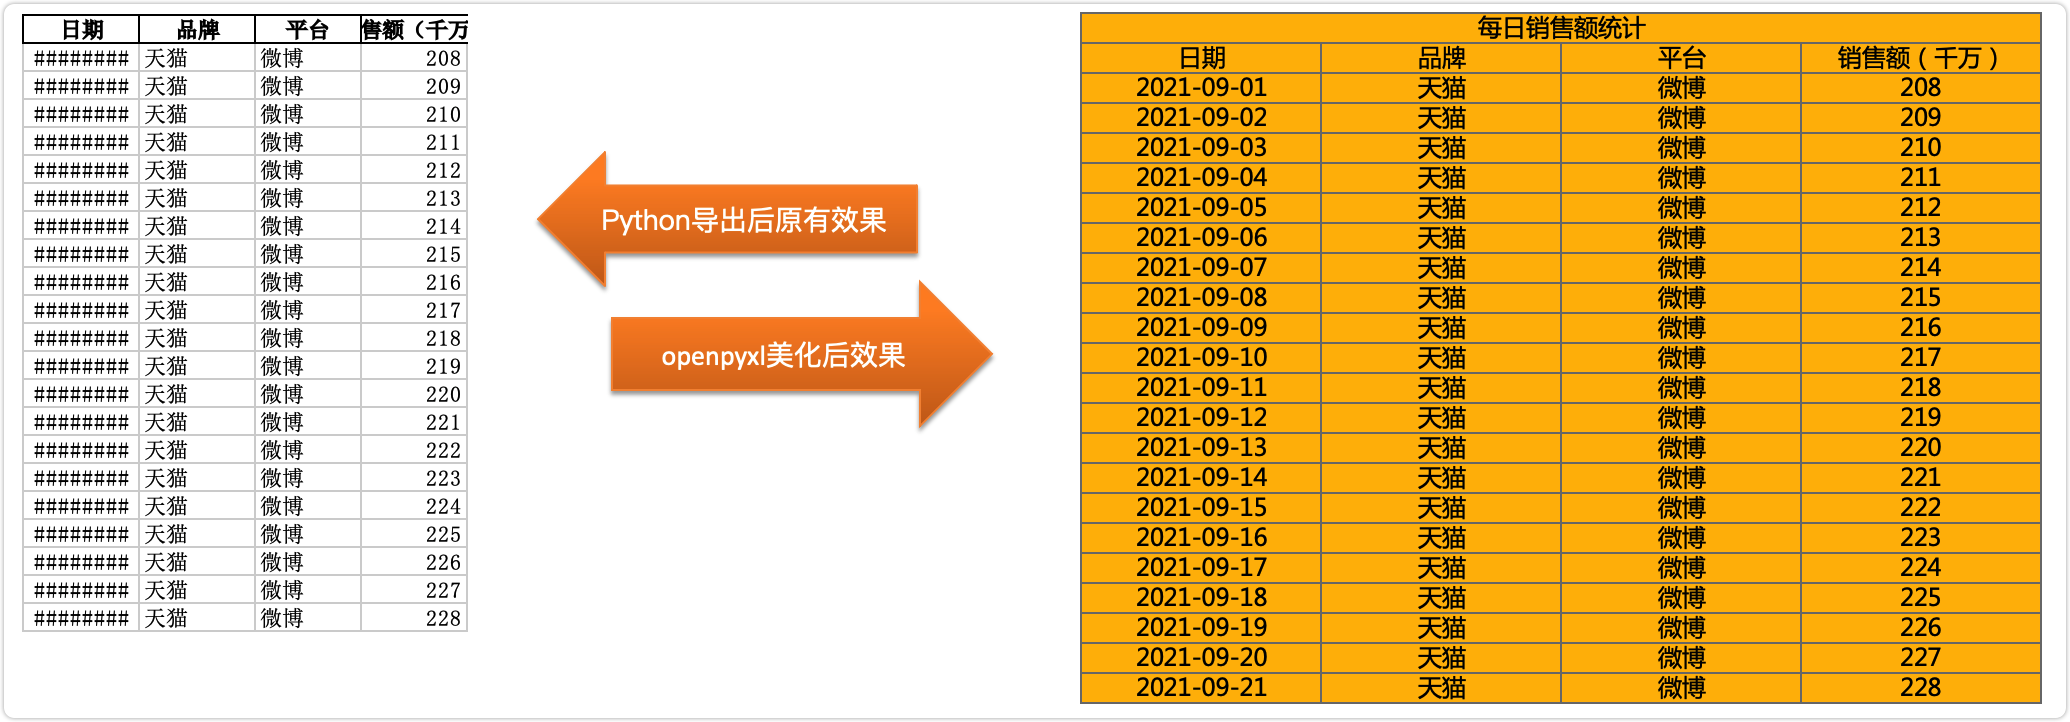 日期 品牌 平台 售额（千万
######## 天猫 微博 208
######## 天猫 微博 209
######## 天猫 微博 210
######## 天猫 微博 211
######## 天猫 微博 212
######## 天猫 微博 213
######## 天猫 微博 214
######## 天猫 微博 215
######## 天猫 微博 216
######## 天猫 微博 217
######## 天猫 微博 218
######## 天猫 微博 219
######## 天猫 微博 220
######## 天猫 微博 221
######## 天猫 微博 222
######## 天猫 微博 223
######## 天猫 微博 224
######## 天猫 微博 225
######## 天猫 微博 226
######## 天猫 微博 227
######## 天猫 微博 228
Python导出后原有效果
openpyxl美化后效果
每日销售额统计
日期 品牌 平台 销售额（千万）
2021-09-01 天猫 微博 208
2021-09-02 天猫 微博 209
2021-09-03 天猫 微博 210
2021-09-04 天猫 微博 211
2021-09-05 天猫 微博 212
2021-09-06 天猫 微博 213
2021-09-07 天猫 微博 214
2021-09-08 天猫 微博 215
2021-09-09 天猫 微博 216
2021-09-10 天猫 微博 217
2021-09-11 天猫 微博 218
2021-09-12 天猫 微博 219
2021-09-13 天猫 微博 220
2021-09-14 天猫 微博 221
2021-09-15 天猫 微博 222
2021-09-16 天猫 微博 223
2021-09-17 天猫 微博 224
2021-09-18 天猫 微博 225
2021-09-19 天猫 微博 226
2021-09-20 天猫 微博 227
2021-09-21 天猫 微博 228